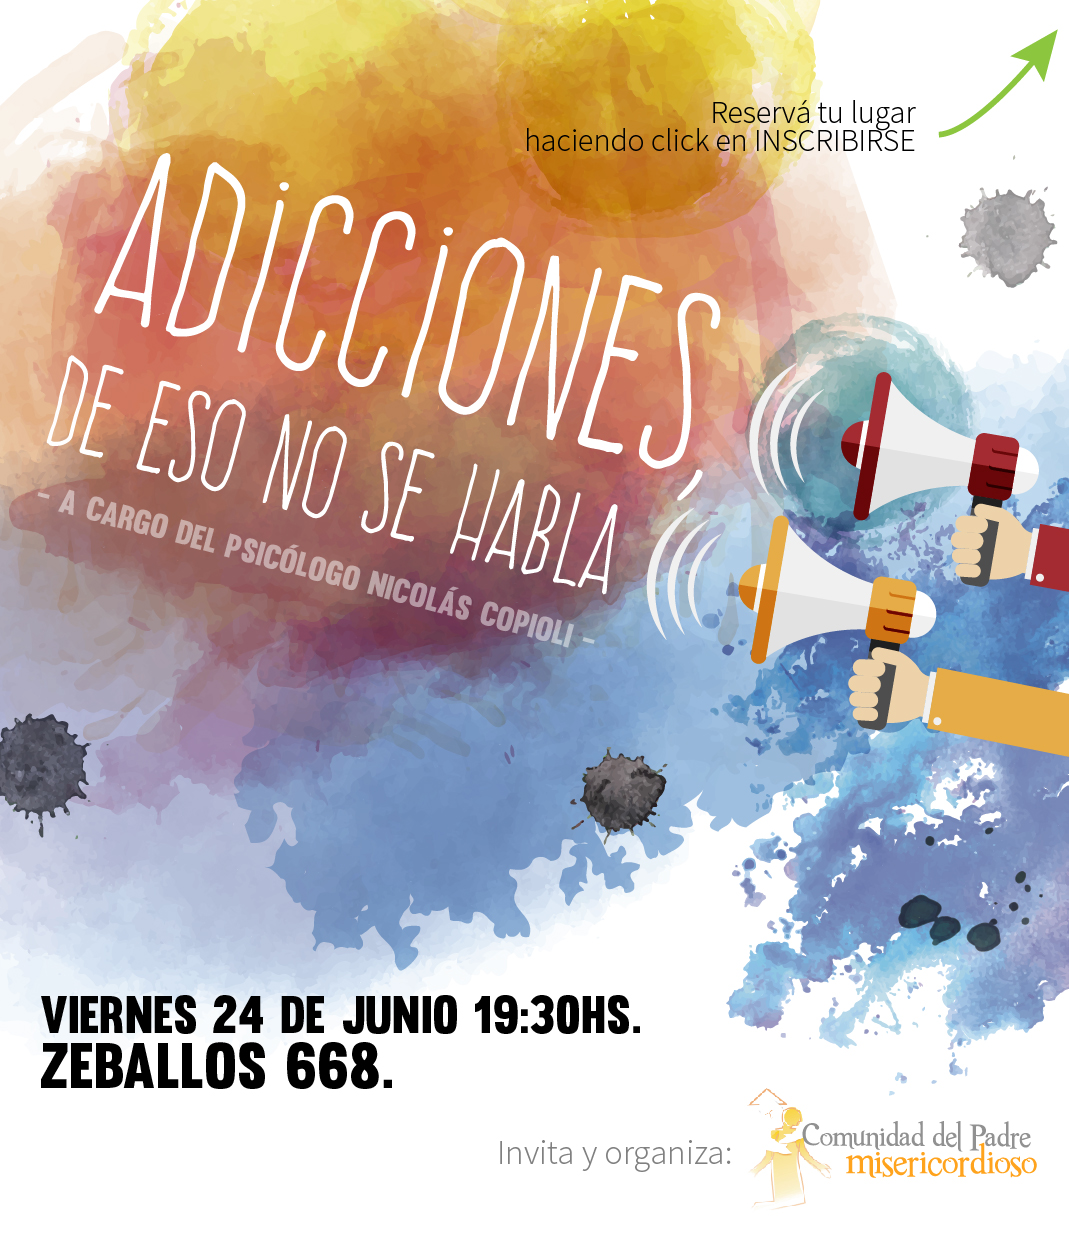 Reservá tu lugar
haciendo click en INSCRIBIRSE
ADiCCiONES,
DE ESO NO SE HABLA
- A CARGO DEL PSICÓLOGO NICOLÁS COPIOLI -
VIERNES 24 DE JUNIO 19:30HS.
ZEBALLOS 668.
Invita y organiza:
Comunidad del Padre
misericordioso